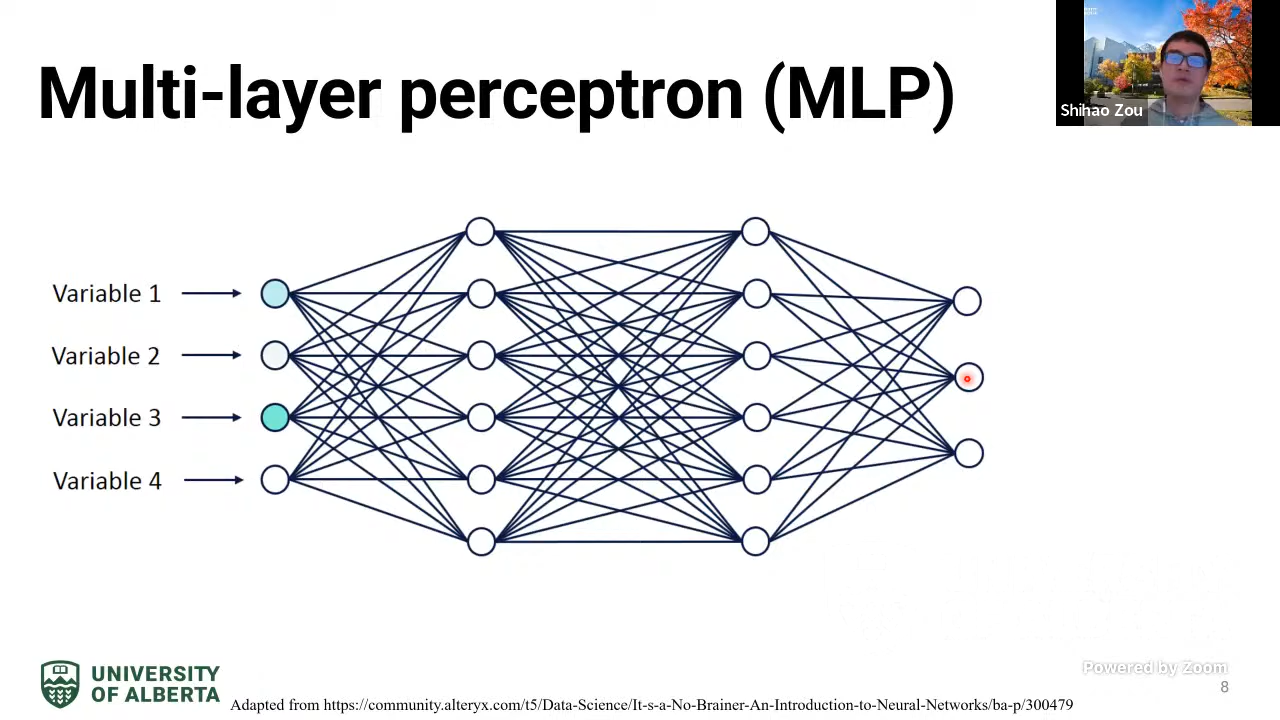 Multi-layer perceptron (MLP)
Shihao Zou
Variable 1
Variable 2
Variable 3
Variable 4
UNIVERSITY
OF ALBERTA
Adapted from https://community.alteryx.com/t5/Data-Science/It-s-a-No-Brainer-An-Introduction-to-Neural-Networks/ba-p/300479
Powered by Zoom
8